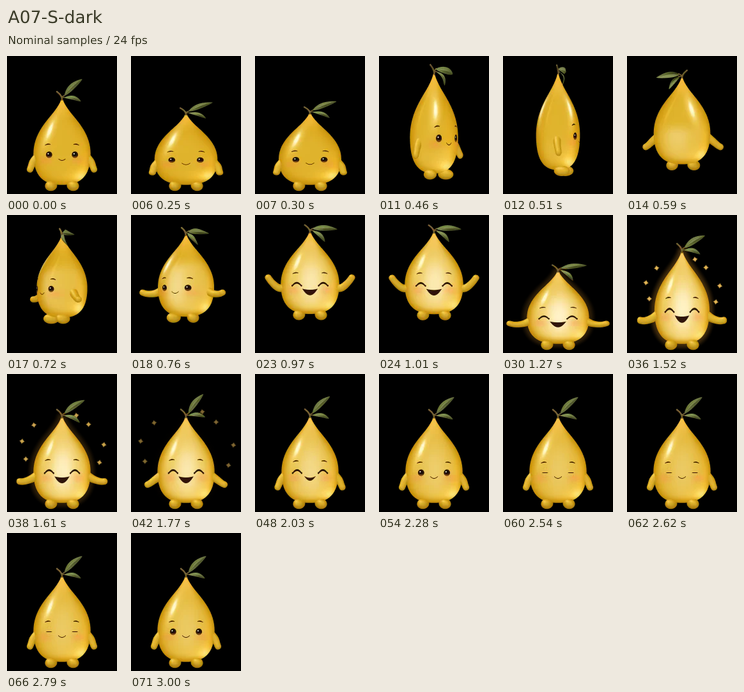 A07-S-dark
Nominal samples / 24 fps
000 0.00 s
006 0.25 s
007 0.30 s
011 0.46 s
012 0.51 s
014 0.59 s
017 0.72 s
018 0.76 s
023 0.97 s
024 1.01 s
030 1.27 s
036 1.52 s
038 1.61 s
042 1.77 s
048 2.03 s
054 2.28 s
060 2.54 s
062 2.62 s
066 2.79 s
071 3.00 s